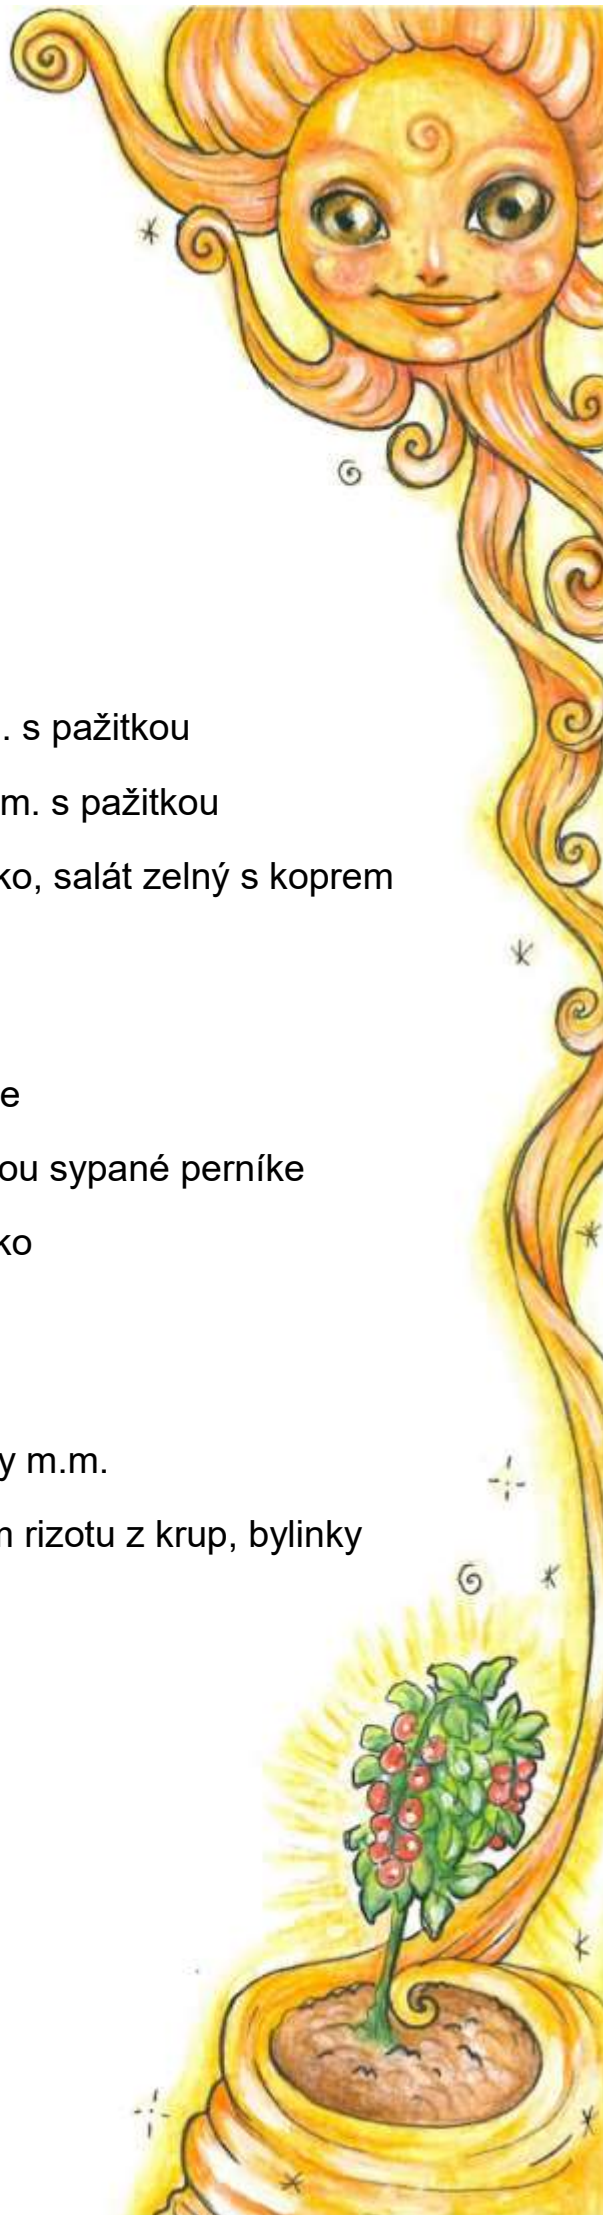 . s pažitkou
m. s pažitkou
ko, salát zelný s koprem
e
ou sypané perníke
ko
y m.m.
rizotu z krup, bylinky